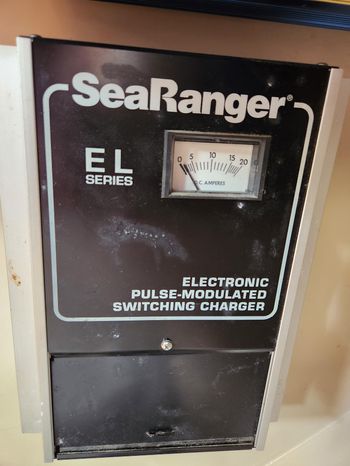 SeaRanger®
EL
SERIES
0 5 10 15 20
D.C. AMPERES
ELECTRONIC
PULSE-MODULATED
SWITCHING CHARGER